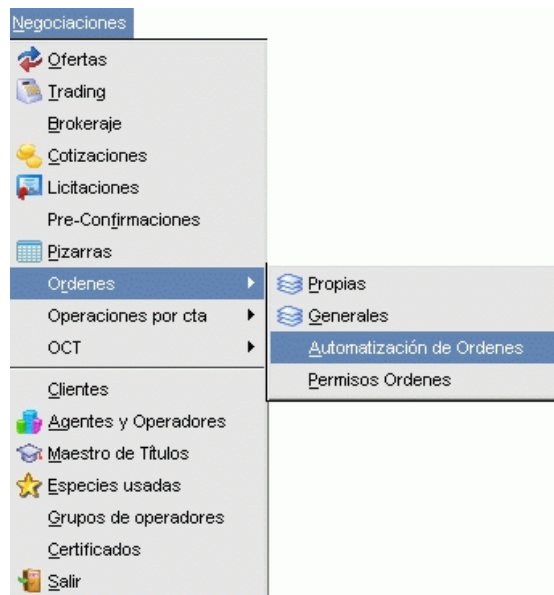 Negociaciones
Ofertas
Trading
Brokeraje
Cotizaciones
Licitaciones
Pre-Confirmaciones
Pizarras
Ordenes
Operaciones por cta
OCT
Clientes
Agentes y Operadores
Maestro de Títulos
Especies usadas
Grupos de operadores
Certificados
Salir
Propias
Generales
Automatización de Ordenes
Permisos Ordenes